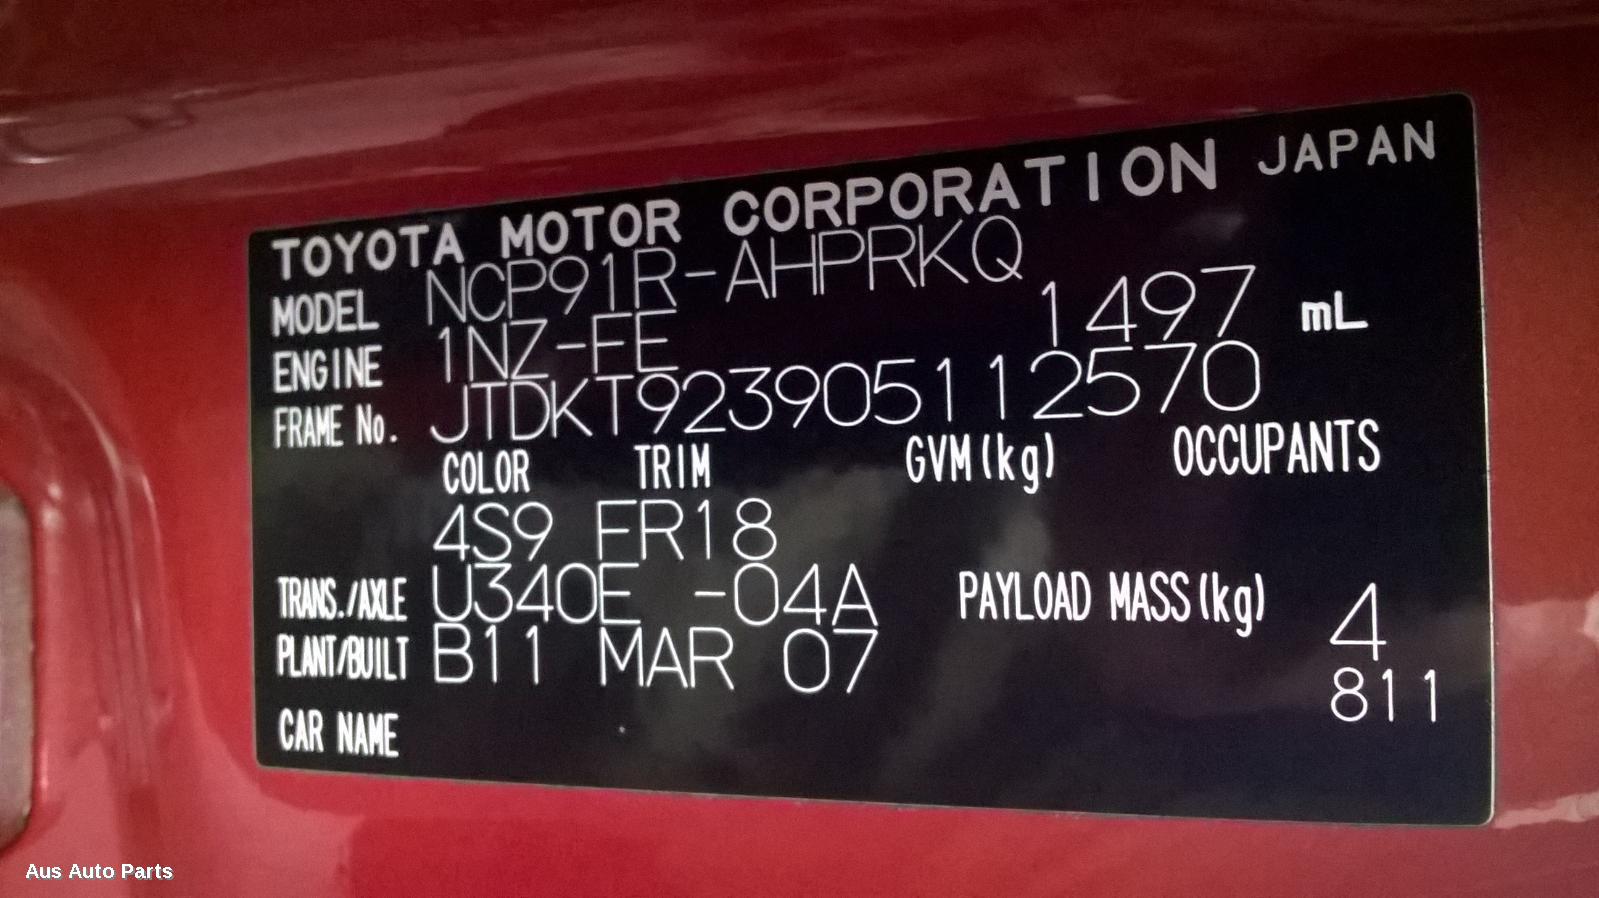 TOYOTA MOTOR CORPORATION JAPAN
MODEL NCP91R-AHPRKQ
ENGINE 1NZ-FE 1497 mL
FRAME No. JTDKT923905112570
COLOR TRIM GVM(kg) OCCUPANTS
4S9 FR18
TRANS./AXLE U340E -04A PAYLOAD MASS(kg) 4
PLANT/BUILT B11 MAR 07 811
CAR NAME
Aus Auto Parts